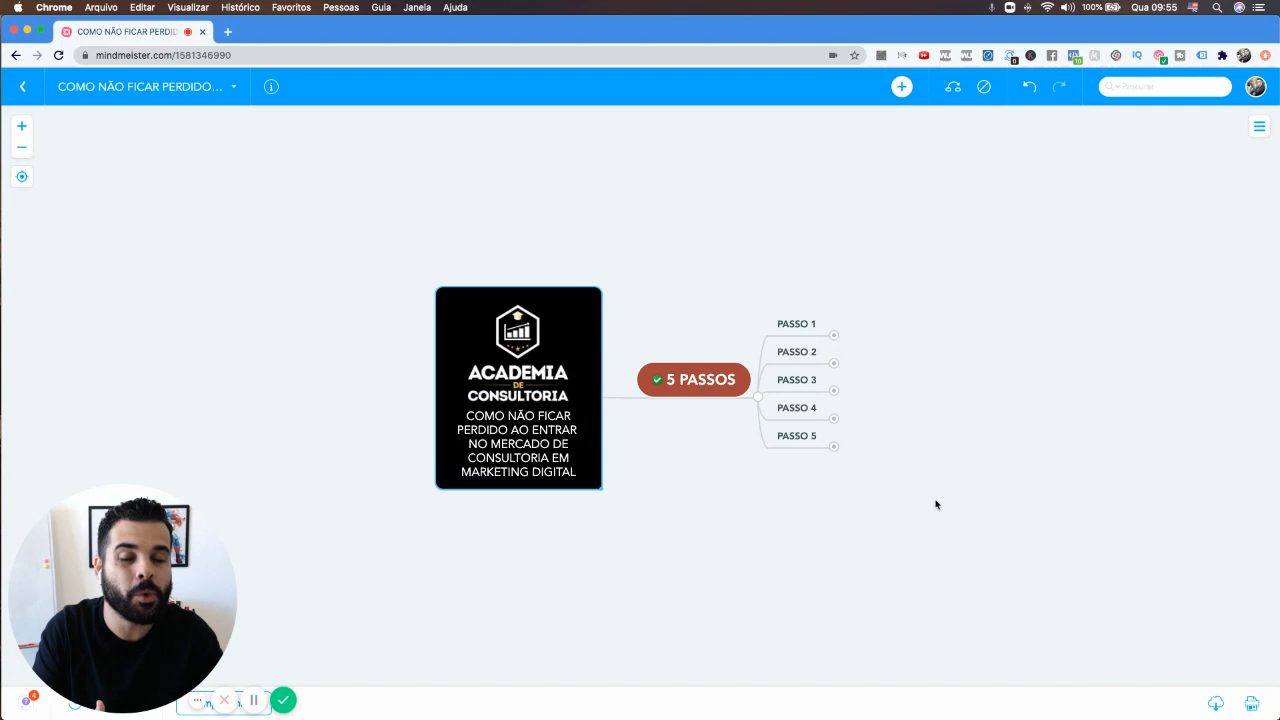 Chrome Arquivo Editar Visualizar Histórico Favoritos Pessoas Guia Janela Ajuda 100% Qua 09:55
COMO NÃO FICAR PERDID
mindmeister.com/1581346990
COMO NÃO FICAR PERDIDO...
Procurar
ACADEMIA
DE
CONSULTORIA
COMO NÃO FICAR
PERDIDO AO ENTRAR
NO MERCADO DE
CONSULTORIA EM
MARKETING DIGITAL
5 PASSOS
PASSO 1
PASSO 2
PASSO 3
PASSO 4
PASSO 5
4